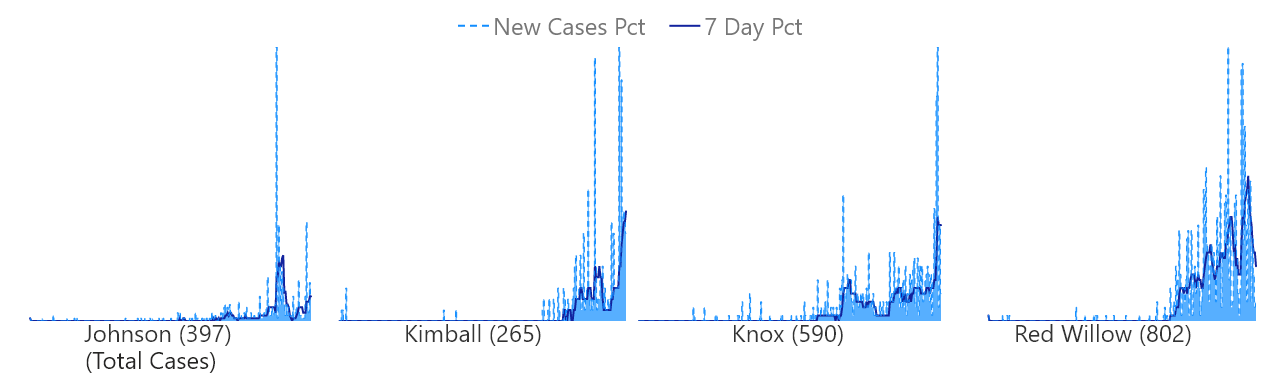 New Cases Pct 7 Day Pct
Johnson (397) Kimball (265) Knox (590) Red Willow (802)
(Total Cases)